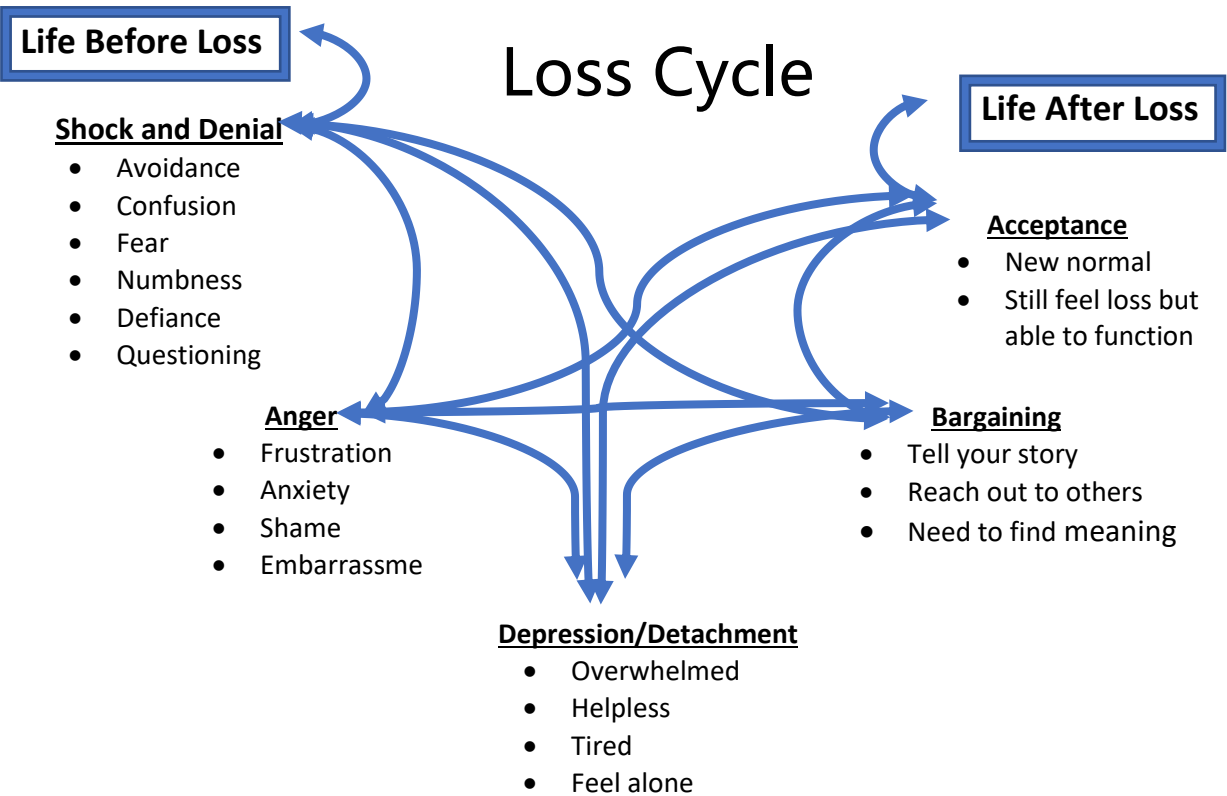 Life Before Loss
Loss Cycle
Life After Loss
Shock and Denial
• Avoidance
• Confusion
• Fear
• Numbness
• Defiance
• Questioning
Acceptance
• New normal
• Still feel loss but
able to function
Anger
• Frustration
• Anxiety
• Shame
• Embarrassme
Bargaining
• Tell your story
• Reach out to others
• Need to find meaning
Depression/Detachment
• Overwhelmed
• Helpless
• Tired
• Feel alone